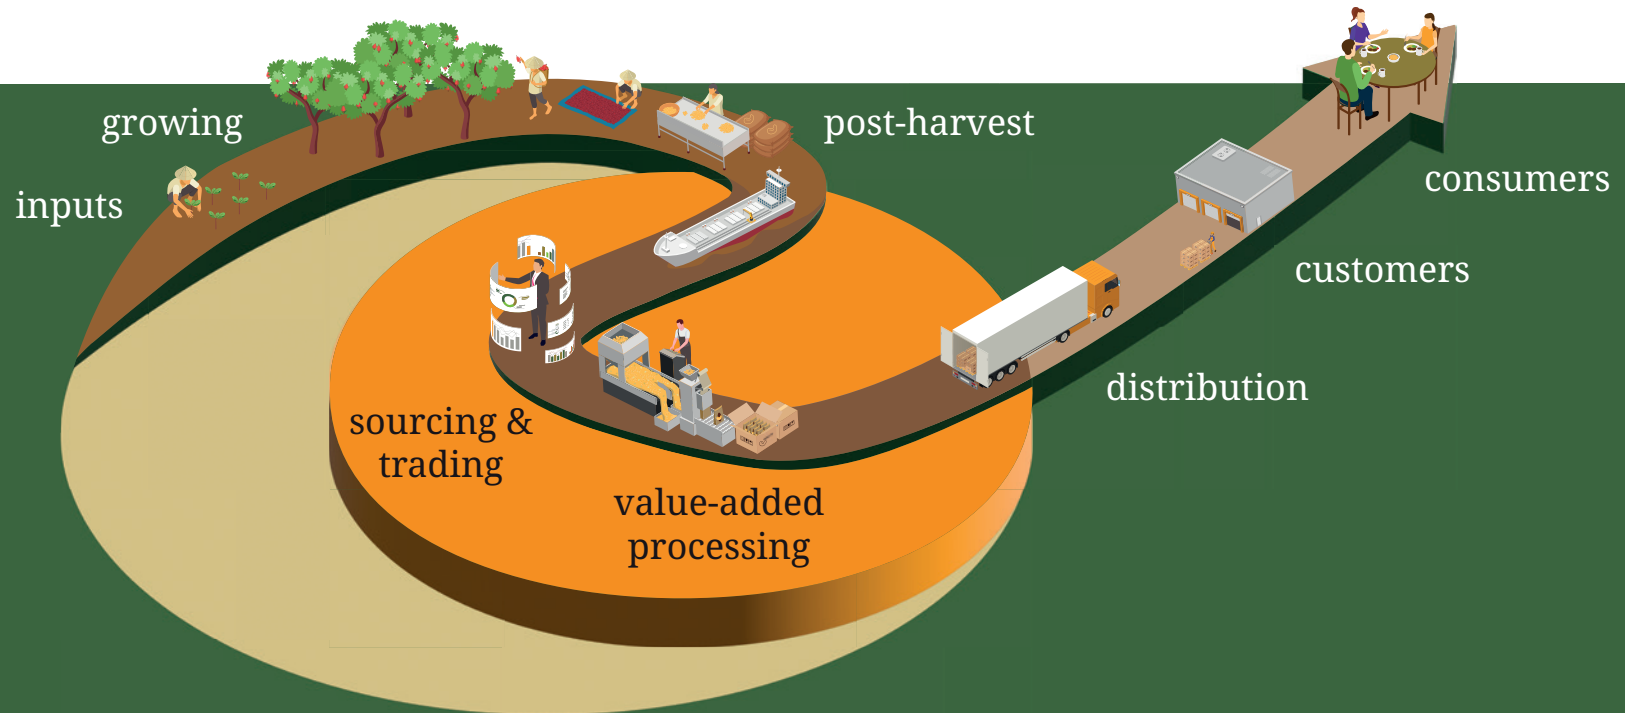 inputs
growing
post-harvest
sourcing &
trading
value-added
processing
distribution
customers
consumers